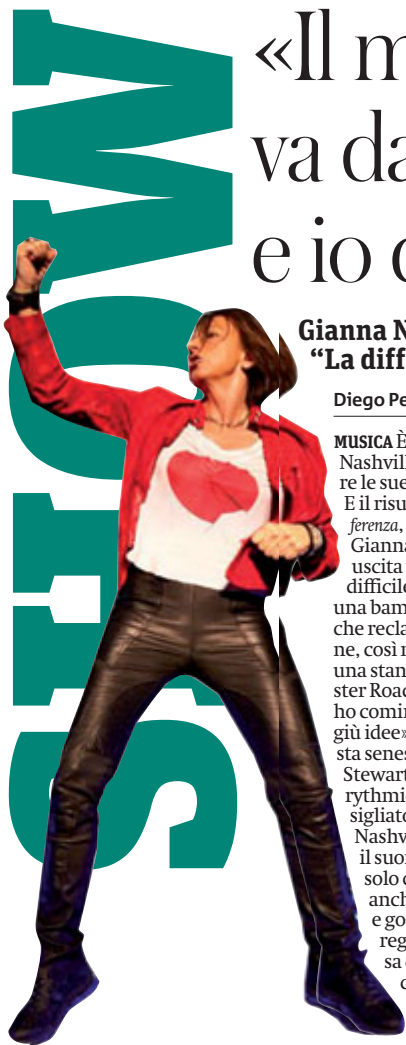 SHOW
«Il m
va da
e io
Gianna N
“La diff
Diego Pe
MUSICA È
Nashvill
re le sue
E il risu
ferenza,
Gianna
uscita
difficile
una bam
che recla
ne, così n
una stan
ster Road
ho comin
giù idee»
sta senes
Stewart
rythmi
sigliato
Nashv
il suon
solo
anch
e go
reg
sa